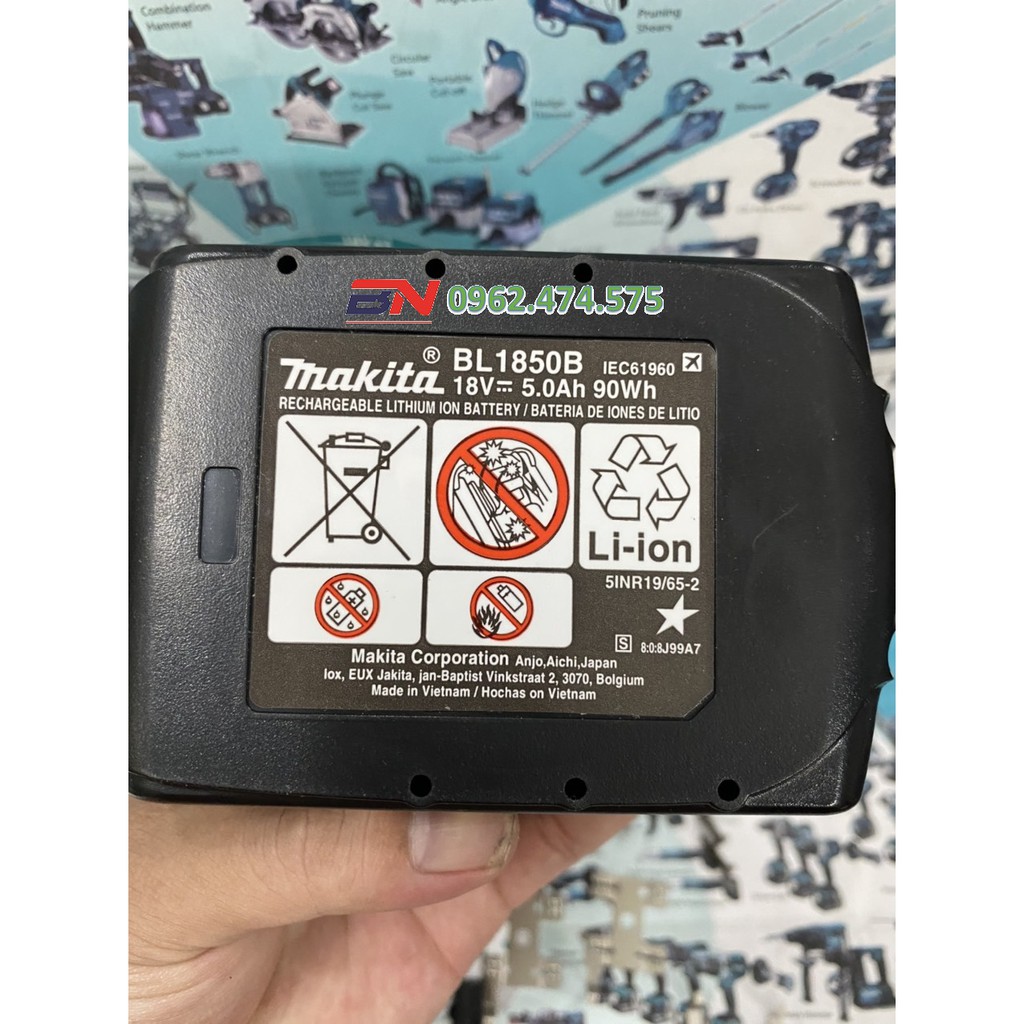 Combination
Hammer
Circular
Saw
Plunge
Cut Saw
Portable
Cut-off
Hedge
Trimmer
Pruning
Shears
Blower
BN 0962.474.575
makita® BL1850B IEC61960
18V 5.0Ah 90Wh
RECHARGEABLE LITHIUM ION BATTERY / BATERIA DE IONES DE LITIO
Li-ion
5INR19/65-2
S 8:0:8J99A7
Makita Corporation Anjo,Aichi,Japan
Iox, EUX Jakita, jan-Baptist Vinkstraat 2, 3070, Bolgium
Made in Vietnam / Hochas on Vietnam